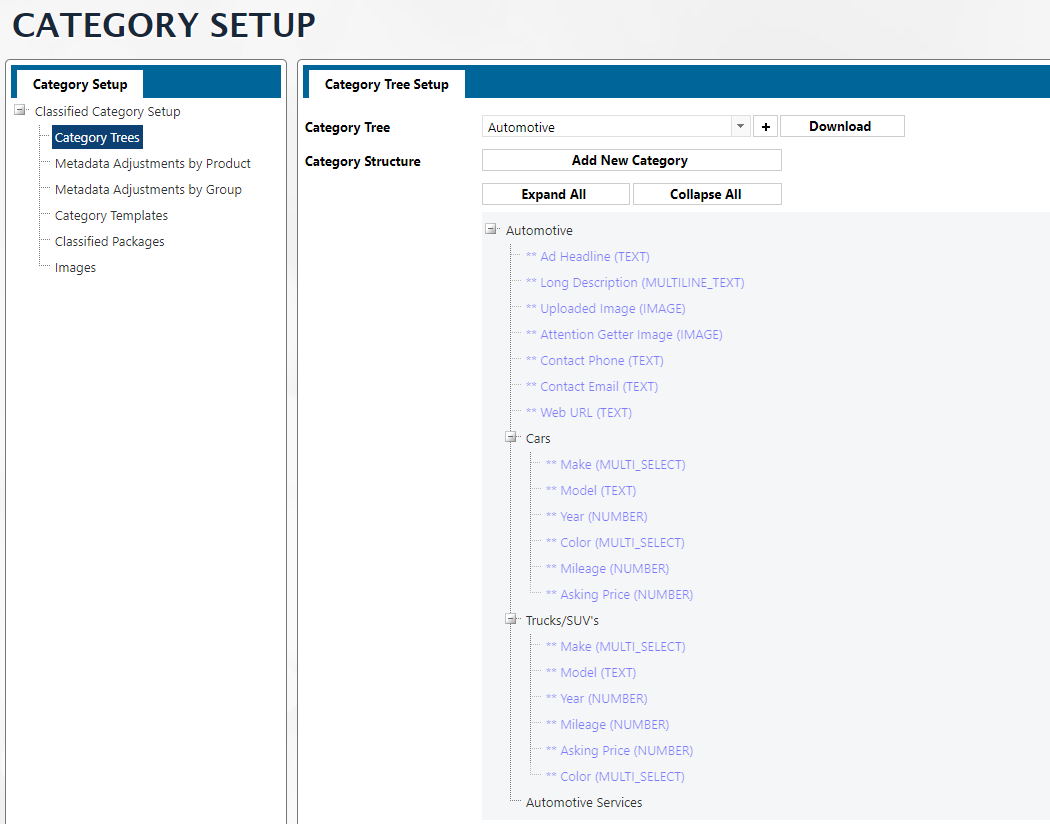 CATEGORY SETUP
Category Setup
Classified Category Setup
Category Trees
Metadata Adjustments by Product
Metadata Adjustments by Group
Category Templates
Classified Packages
Images
Category Tree Setup
Category Tree Automotive + Download
Category Structure Add New Category
Expand All Collapse All
Automotive
** Ad Headline (TEXT)
** Long Description (MULTILINE_TEXT)
** Uploaded Image (IMAGE)
** Attention Getter Image (IMAGE)
** Contact Phone (TEXT)
** Contact Email (TEXT)
** Web URL (TEXT)
Cars
** Make (MULTI_SELECT)
** Model (TEXT)
** Year (NUMBER)
** Color (MULTI_SELECT)
** Mileage (NUMBER)
** Asking Price (NUMBER)
Trucks/SUV's
** Make (MULTI_SELECT)
** Model (TEXT)
** Year (NUMBER)
** Mileage (NUMBER)
** Asking Price (NUMBER)
** Color (MULTI_SELECT)
Automotive Services